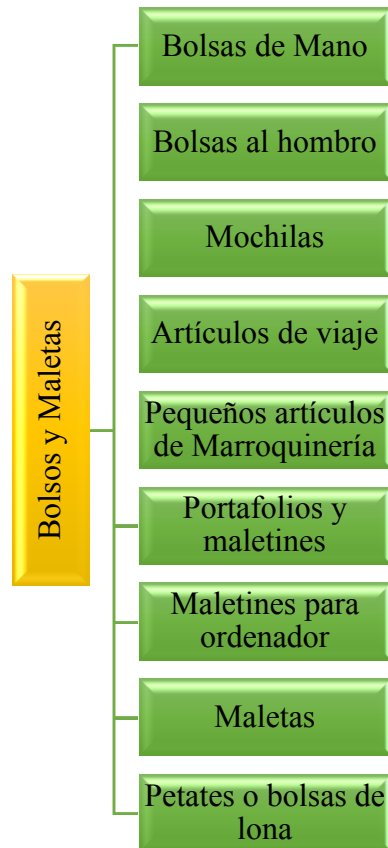 Bolsos y Maletas
Bolsas de Mano
Bolsas al hombro
Mochilas
Artículos de viaje
Pequeños artículos
de Marroquinería
Portafolios y
maletines
Maletines para
ordenador
Maletas
Petates o bolsas de
lona